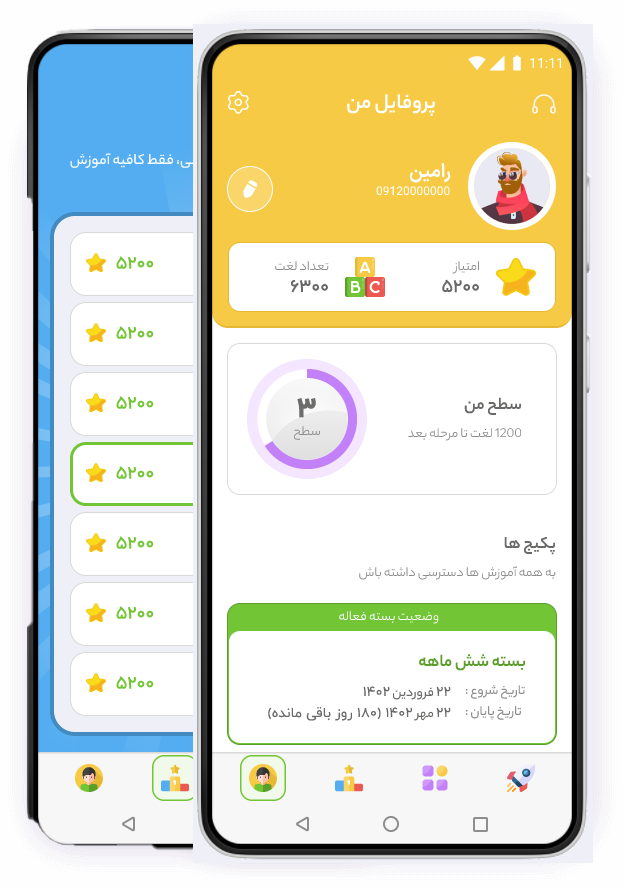 11:11
پروفایل من
رامین
09120000000
امتیاز
۵۲۰۰
تعداد لغت
۶۳۰۰
A
B C
سطح من
1200 لغت تا مرحله بعد
۳
سطح
پکیج ها
به همه آموزش ها دسترسی داشته باش
وضعیت بسته فعاله
بسته شش ماهه
تاریخ شروع : ۲۲ فروردین ۱۴۰۲
تاریخ پایان : ۲۲ مهر ۱۴۰۲ (۱۸۰ روز باقی مانده)
فقط کافیه آموزش
۵۲۰۰
۵۲۰۰
۵۲۰۰
۵۲۰۰
۵۲۰۰
۵۲۰۰
۵۲۰۰